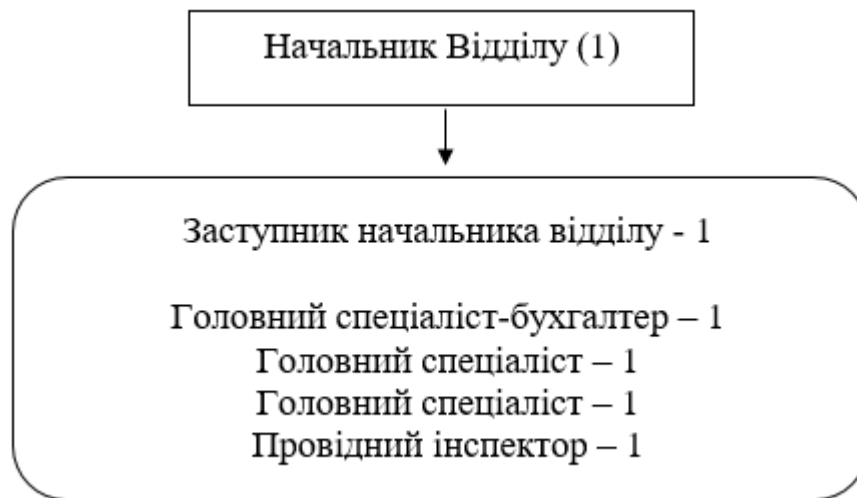 Начальник Відділу (1)
Заступник начальника відділу - 1
Головний спеціаліст-бухгалтер – 1
Головний спеціаліст – 1
Головний спеціаліст – 1
Провідний інспектор – 1